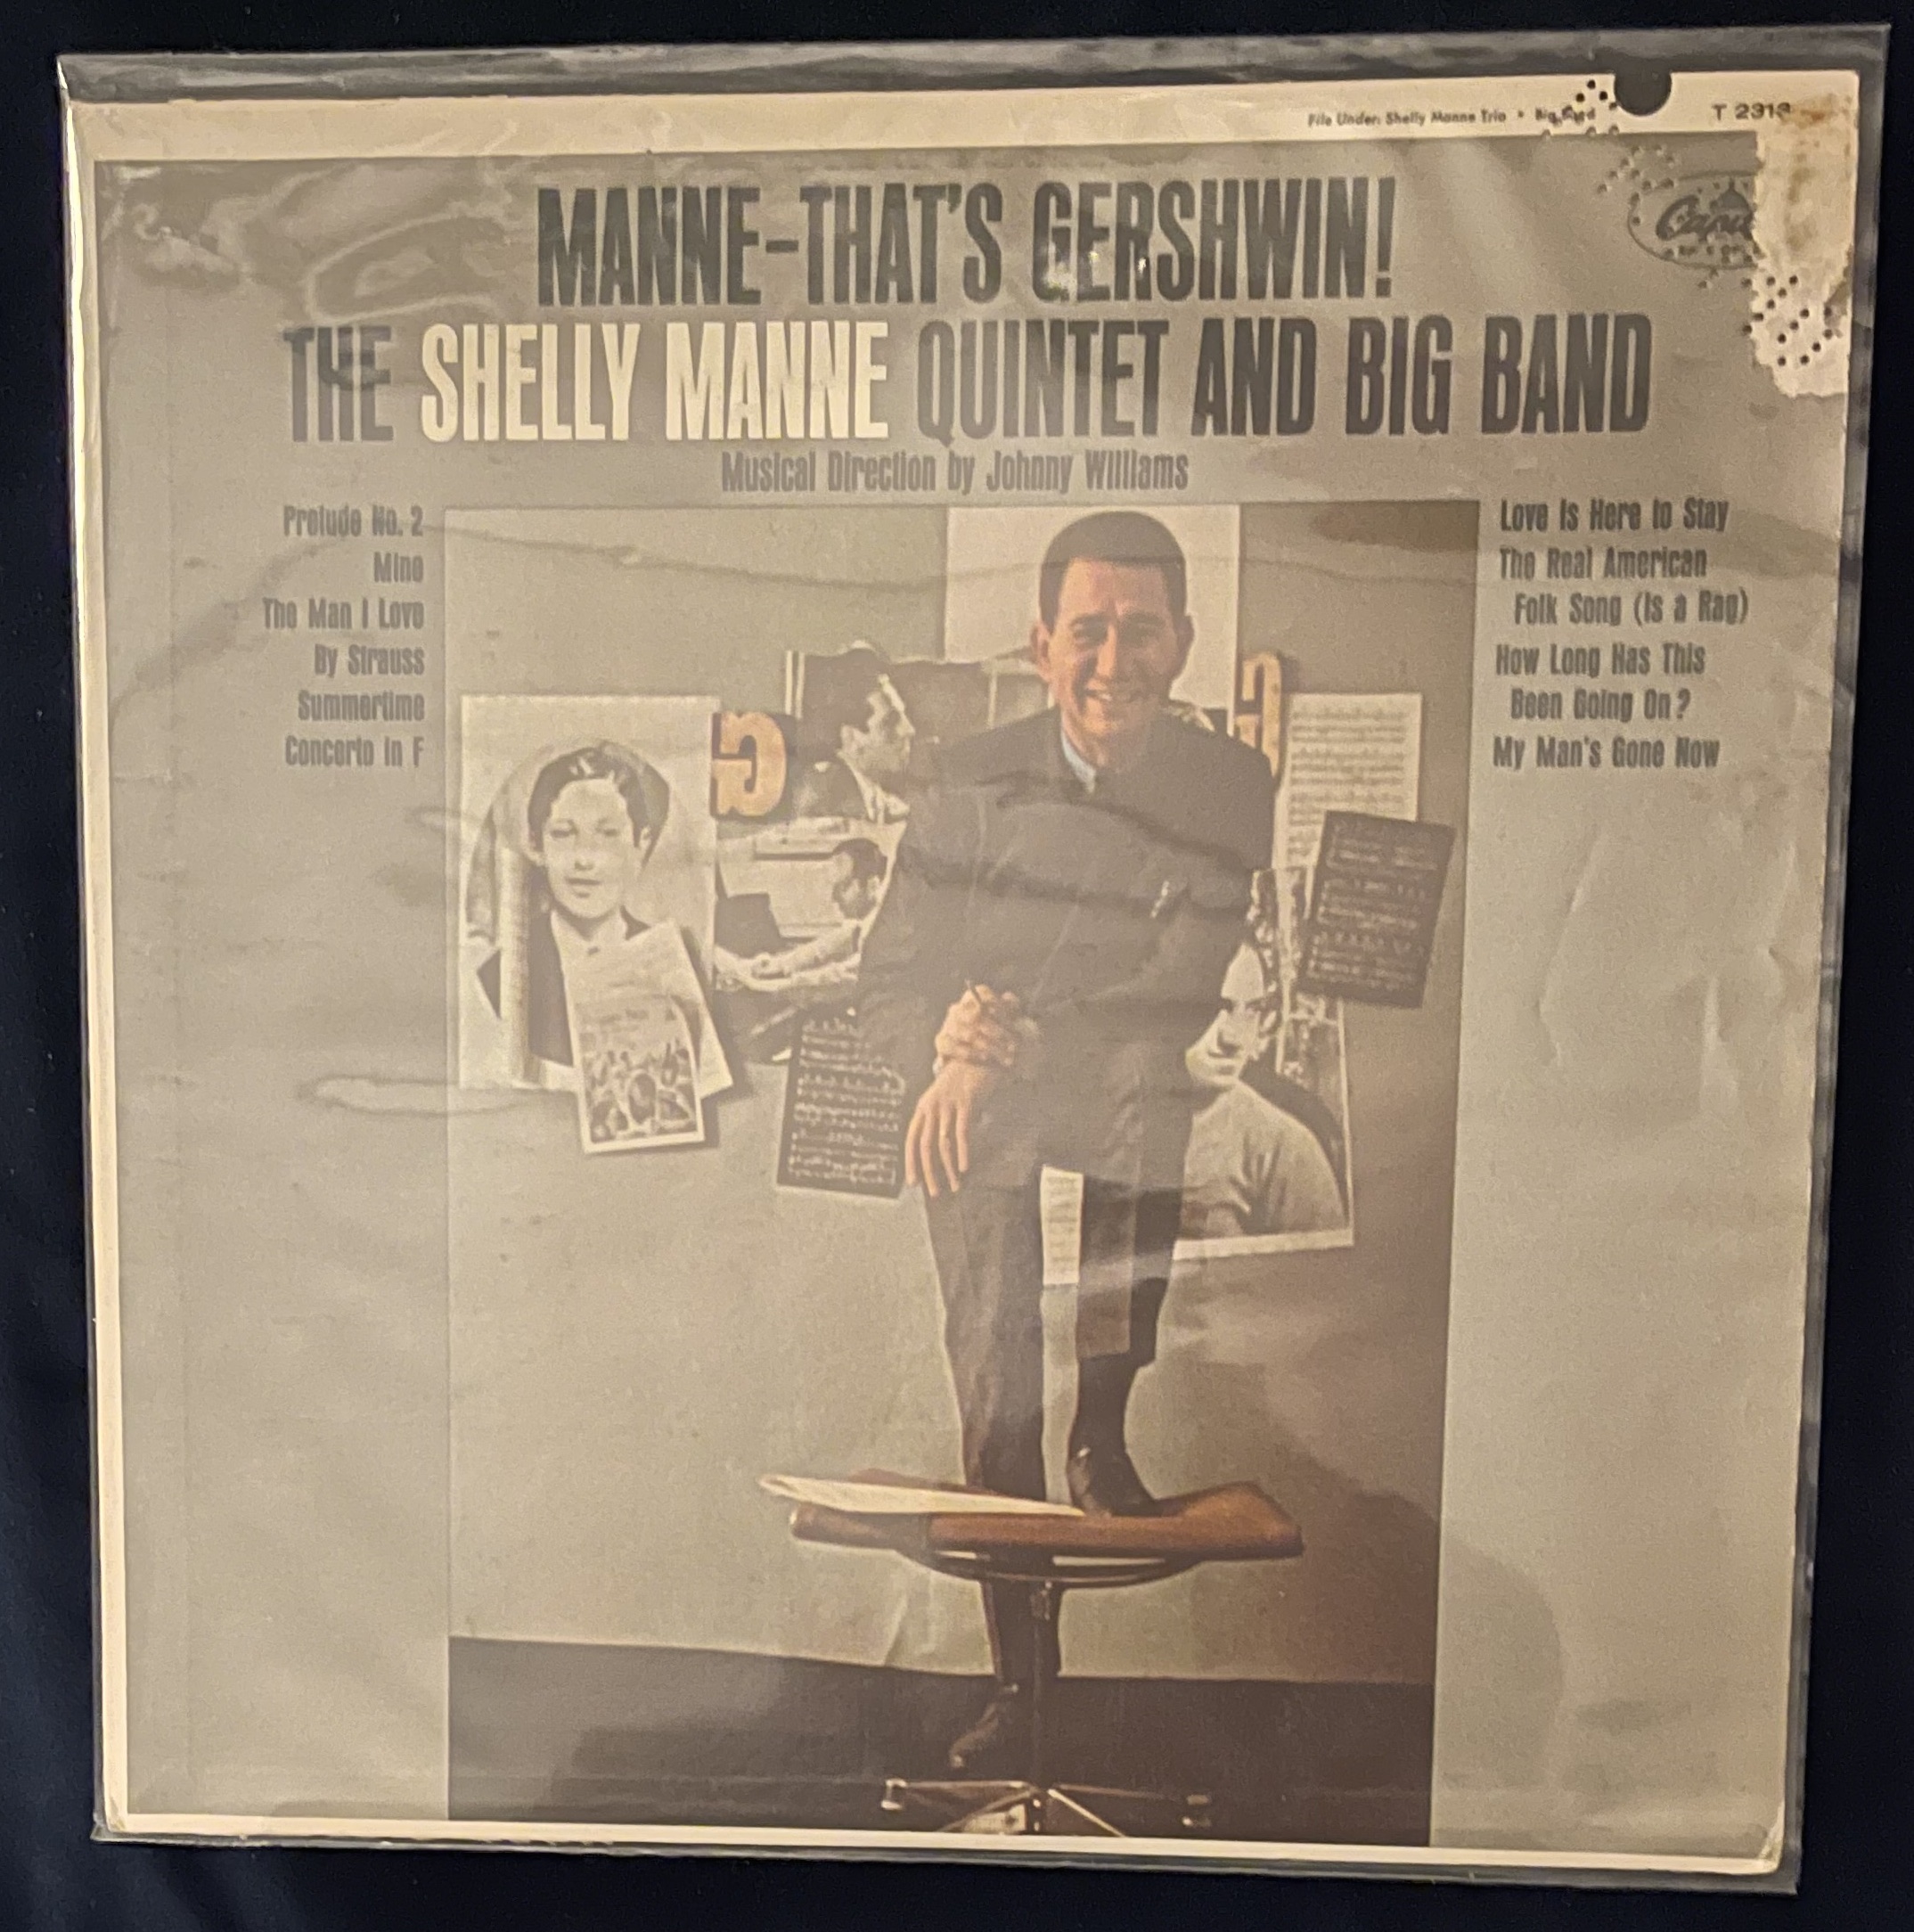 File Under: Shelly Manne Trio • Big Band
T 2313
MANNE–THAT'S GERSHWIN!
THE SHELLY MANNE QUINTET AND BIG BAND
Musical Direction by Johnny Williams
Prelude No. 2
Mine
The Man I Love
By Strauss
Summertime
Concerto in F
Love Is Here to Stay
The Real American
Folk Song (Is a Rag)
How Long Has This
Been Going On?
My Man's Gone Now
G
G